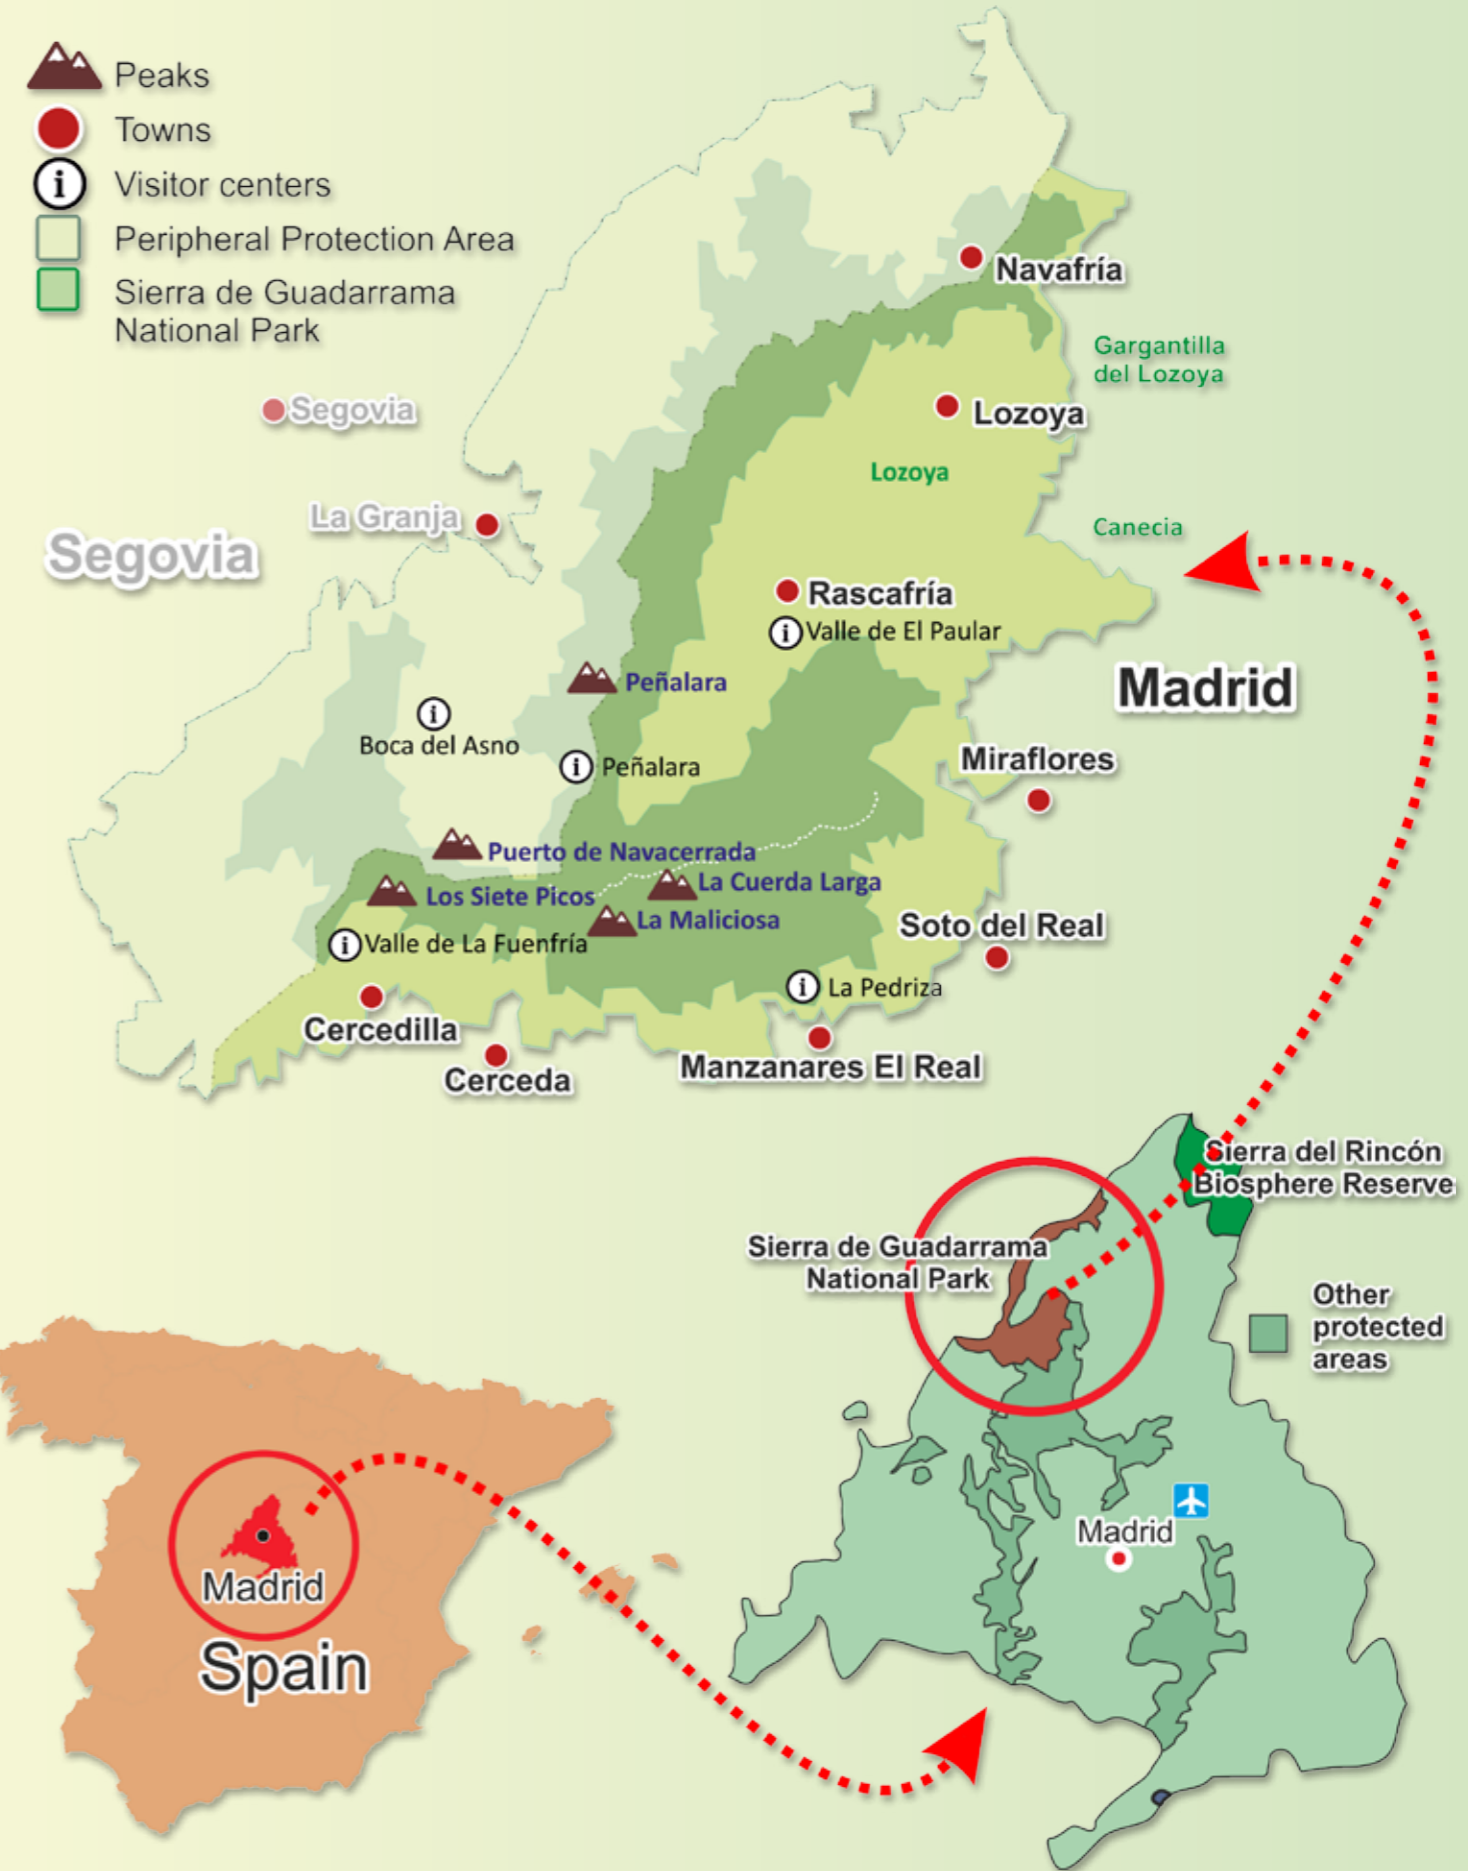 Peaks
Towns
Visitor centers
Peripheral Protection Area
Sierra de Guadarrama
National Park
Navafría
Gargantilla
del Lozoya
Segovia
Lozoya
Lozoya
La Granja
Canecia
Segovia
Rascafría
Valle de El Paular
Peñalara
Madrid
Boca del Asno
Peñalara
Miraflores
Puerto de Navacerrada
La Cuerda Larga
Los Siete Picos
La Maliciosa
Soto del Real
Valle de La Fuenfría
La Pedriza
Cercedilla
Manzanares El Real
Cerceda
Sierra del Rincón
Biosphere Reserve
Sierra de Guadarrama
National Park
Other
protected
areas
Madrid
Madrid
Spain